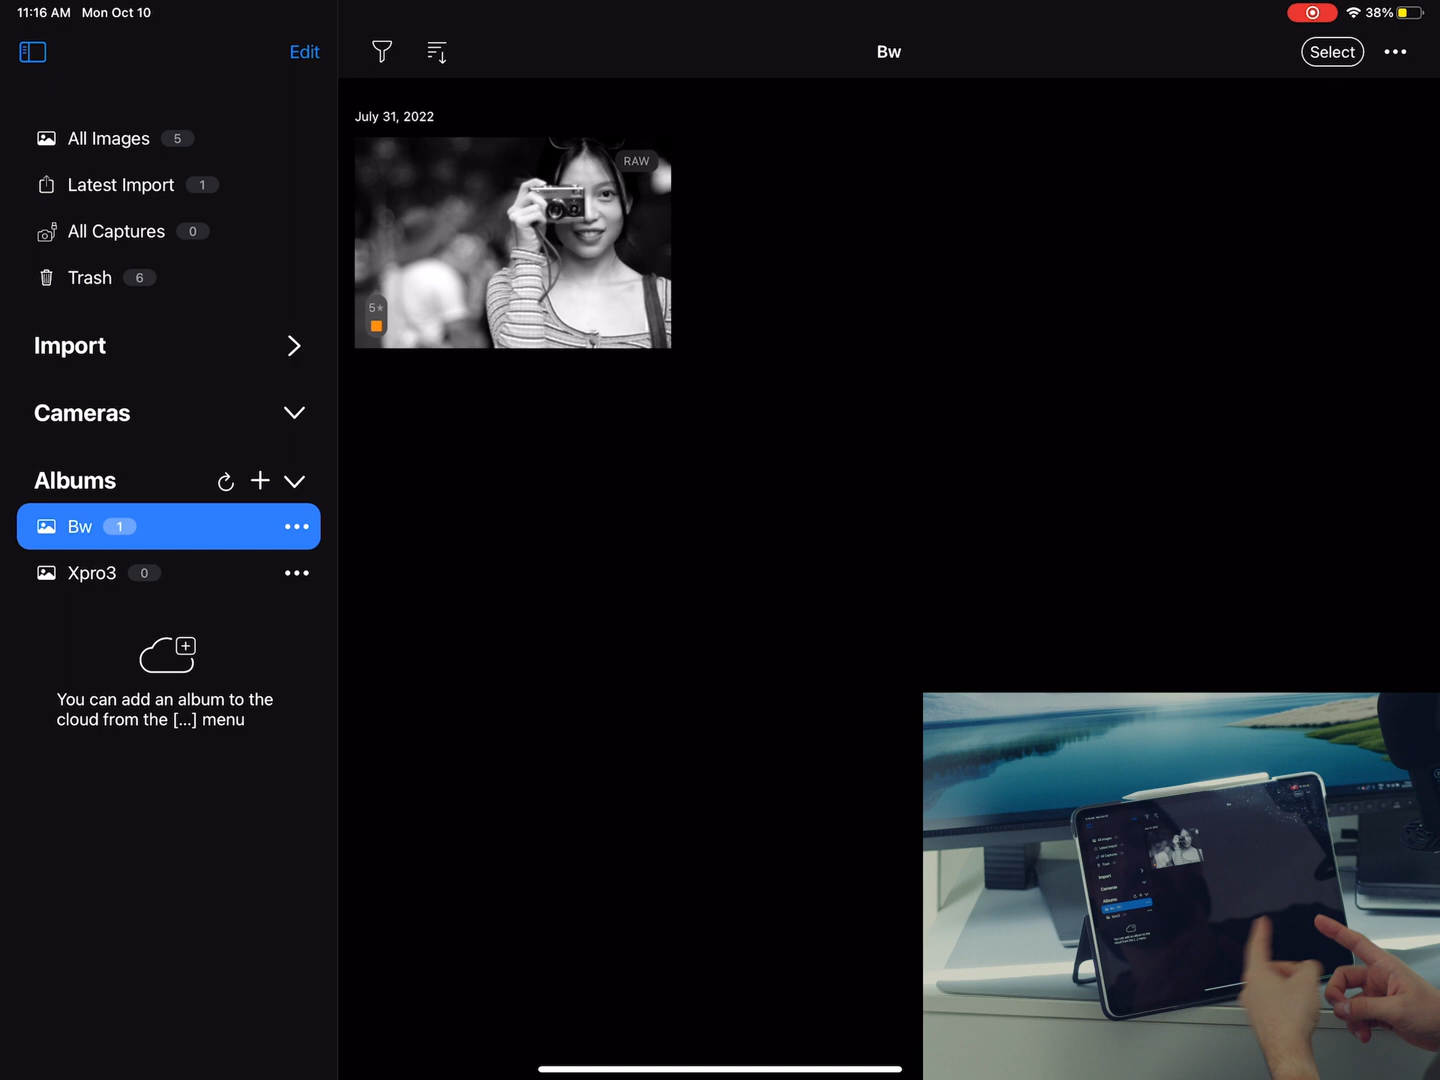 11:16 AM Mon Oct 10
38%
Edit
Bw
Select
All Images 5
Latest Import 1
All Captures 0
Trash 6
Import
Cameras
Albums
Bw 1
Xpro3 0
You can add an album to the
cloud from the [...] menu
July 31, 2022
RAW
5★